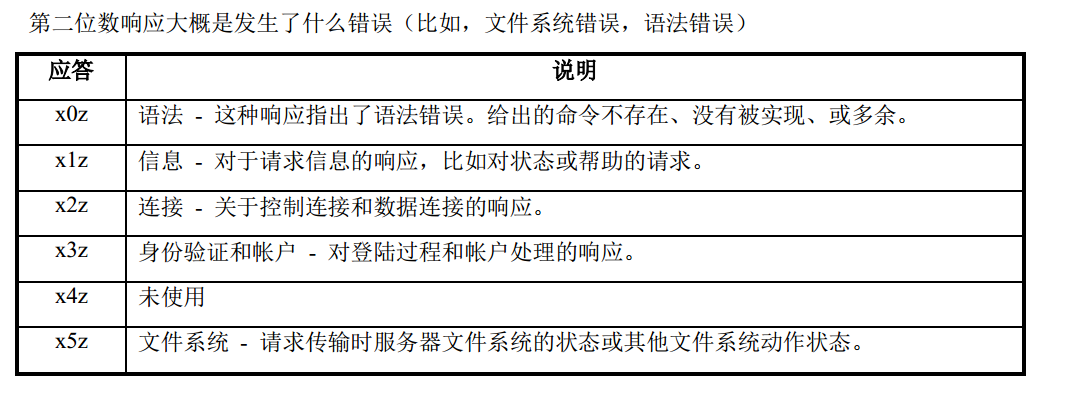 第二位数响应大概是发生了什么错误（比如，文件系统错误，语法错误）
应答 说明
x0z 语法 - 这种响应指出了语法错误。给出的命令不存在、没有被实现、或多余。
x1z 信息 - 对于请求信息的响应，比如对状态或帮助的请求。
x2z 连接 - 关于控制连接和数据连接的响应。
x3z 身份验证和帐户 - 对登陆过程和帐户处理的响应。
x4z 未使用
x5z 文件系统 - 请求传输时服务器文件系统的状态或其他文件系统动作状态。